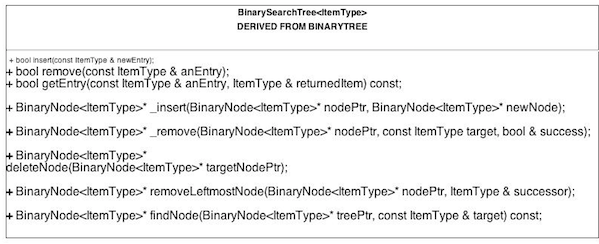 BinarySearchTree<ItemType>
DERIVED FROM BINARYTREE
+ bool insert(const ItemType & newEntry);
+ bool remove(const ItemType & anEntry);
+ bool getEntry(const ItemType & anEntry, ItemType & returnedItem) const;
+ BinaryNode<ItemType>* _insert(BinaryNode<ItemType>* nodePtr, BinaryNode<ItemType>* newNode);
+ BinaryNode<ItemType>* _remove(BinaryNode<ItemType>* nodePtr, const ItemType target, bool & success);
+ BinaryNode<ItemType>*
deleteNode(BinaryNode<ItemType>* targetNodePtr);
+ BinaryNode<ItemType>* removeLeftmostNode(BinaryNode<ItemType>* nodePtr, ItemType & successor);
+ BinaryNode<ItemType>* findNode(BinaryNode<ItemType>* treePtr, const ItemType & target) const;